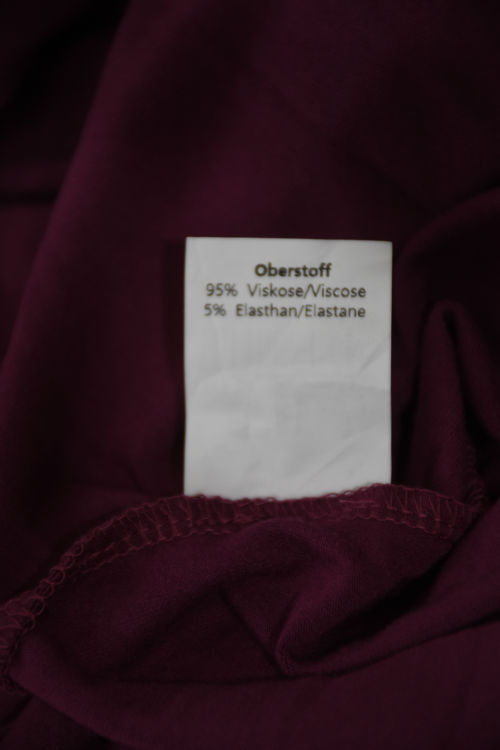 Oberstoff
95% Viskose/Viscose
5% Elasthan/Elastane